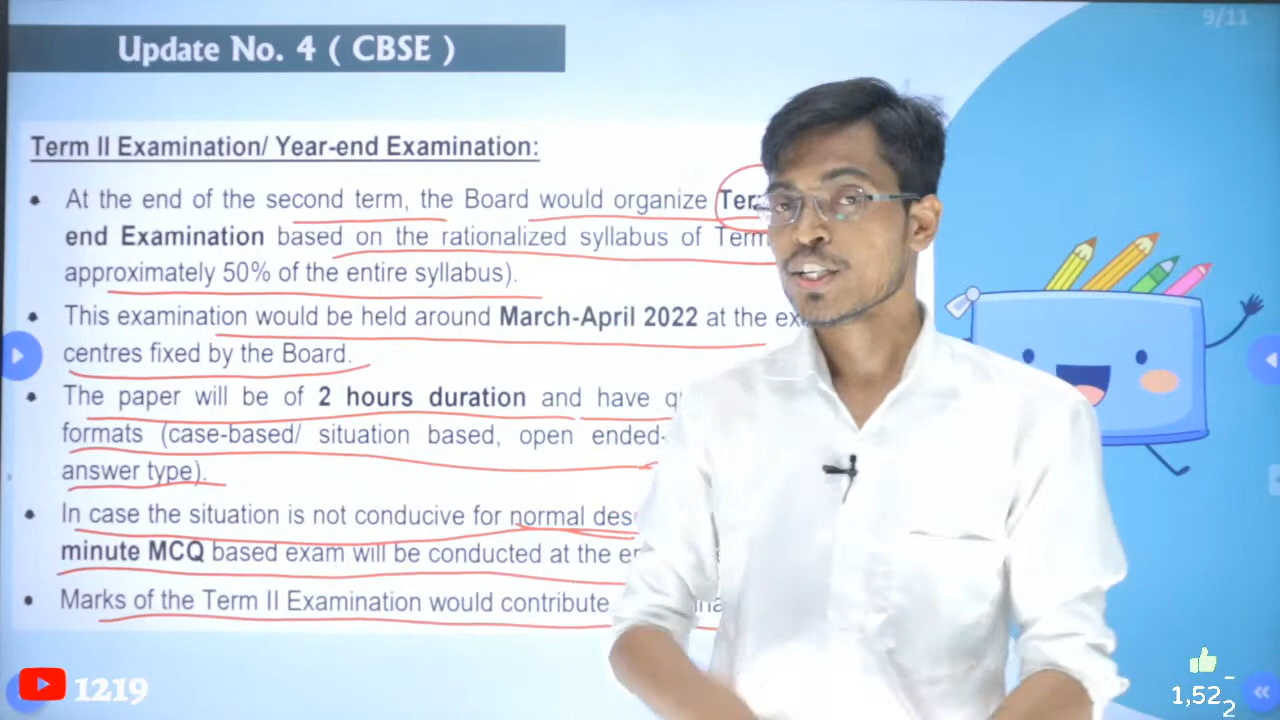 9/11
Update No. 4 ( CBSE )
Term II Examination/ Year-end Examination:
• At the end of the second term, the Board would organize
end Examination based on the rationalized syllabus of Term
approximately 50% of the entire syllabus).
• This examination would be held around March-April 2022 at the
centres fixed by the Board.
• The paper will be of 2 hours duration and have
formats (case-based/ situation based, open ended-
answer type).
• In case the situation is not conducive for normal
minute MCQ based exam will be conducted at the
• Marks of the Term II Examination would contribute
1219
1,52
2